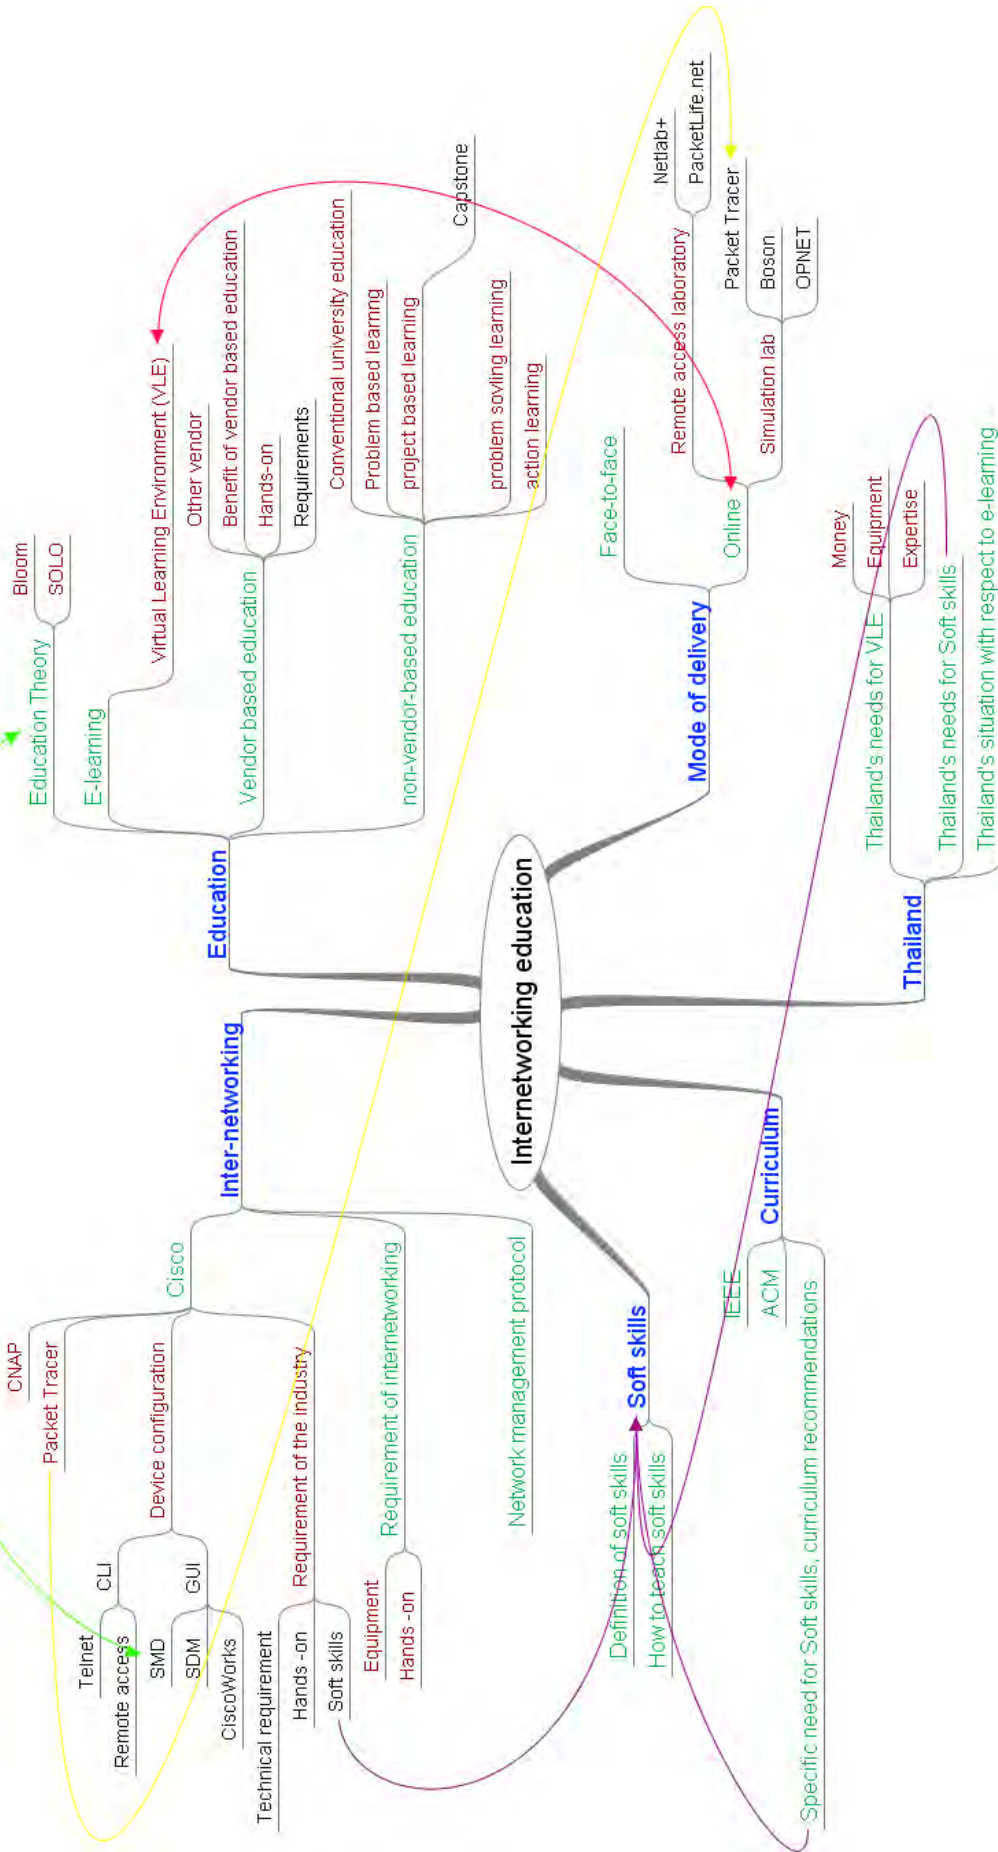 Internetworking education
Inter-networking
Cisco
CNAP
Packet Tracer
Device configuration
CLI
Telnet
Remote access
GUI
SMD
SDM
CiscoWorks
Requirement of the industry
Technical requirement
Hands -on
Soft skills
Requirement of internetworking
Equipment
Hands -on
Network management protocol
Soft skills
Definition of soft skills
How to teach soft skills
Curriculum
IEEE
ACM
Specific need for Soft skills, curriculum recommendations
Education
Education Theory
Bloom
SOLO
E-learning
Virtual Learning Environment (VLE)
Vendor based education
Other vendor
Benefit of vendor based education
Hands-on
Requirements
non-vendor-based education
Conventional university education
Problem based learnng
project based learning
Capstone
problem sovling learning
action learning
Mode of delivery
Face-to-face
Online
Remote access laboratory
Netlab+
PacketLife.net
Simulation lab
Packet Tracer
Boson
OPNET
Thailand
Thailand's needs for VLE
Money
Equipment
Expertise
Thailand's needs for Soft skills
Thailand's situation with respect to e-learning